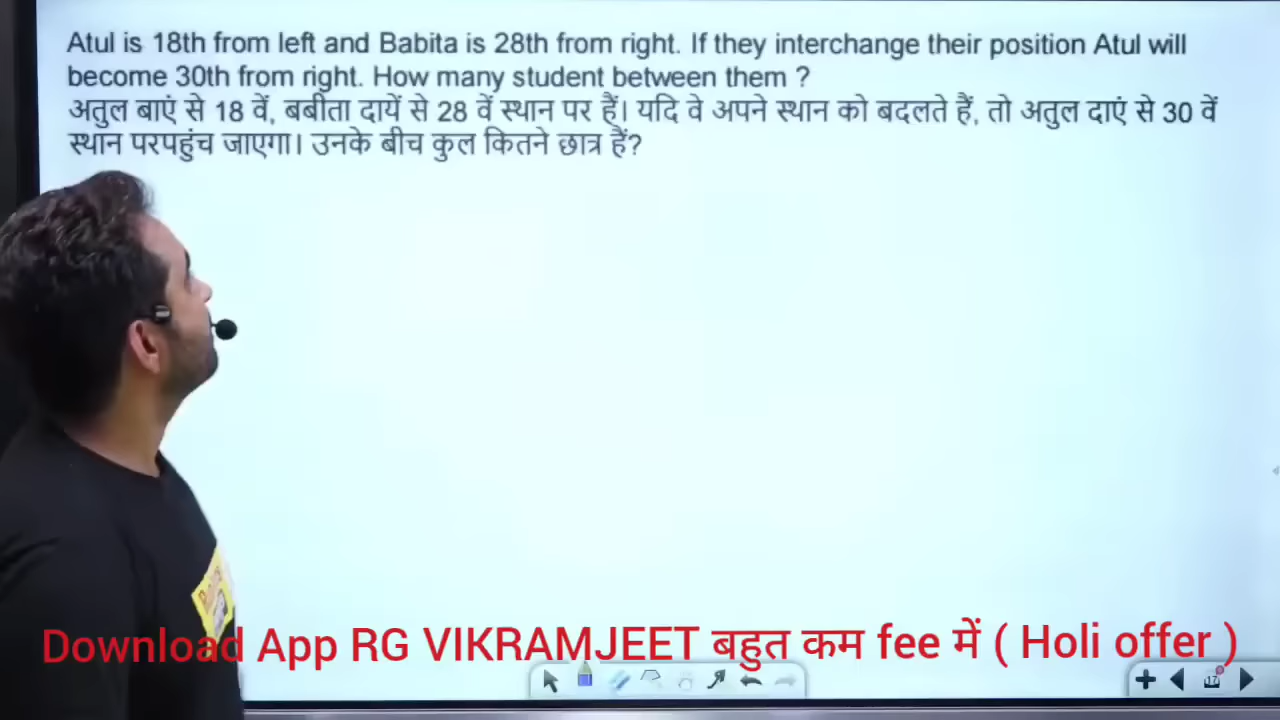 Atul is 18th from left and Babita is 28th from right. If they interchange their position Atul will
become 30th from right. How many student between them ?
अतुल बाएं से 18 वें, बबीता दायें से 28 वें स्थान पर हैं। यदि वे अपने स्थान को बदलते हैं, तो अतुल दाएं से 30 वें
स्थान परपहुंच जाएगा। उनके बीच कुल कितने छात्र हैं?
Download App RG VIKRAMJEET बहुत कम fee में ( Holi offer )
17